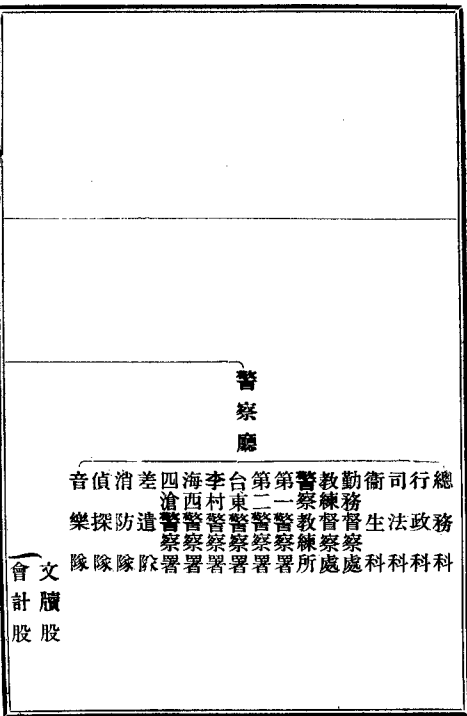 警察廳
總務科
行政科
司法科
衞生科
勤務督察處
教練督察處
警察教練所
第一警察署
第二警察署
台東警察署
李村警察署
海西警察署
四滄警察署
差遣隊
消防隊
偵探隊
音樂隊
文牘股
會計股